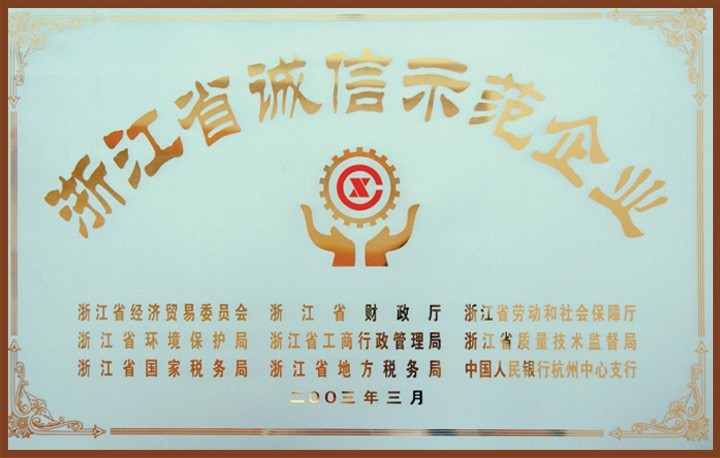 浙江省诚信示范企业
浙江省经济贸易委员会 浙江省财政厅 浙江省劳动和社会保障厅
浙江省环境保护局 浙江省工商行政管理局 浙江省质量技术监督局
浙江省国家税务局 浙江省地方税务局 中国人民银行杭州中心支行
二〇〇三年三月